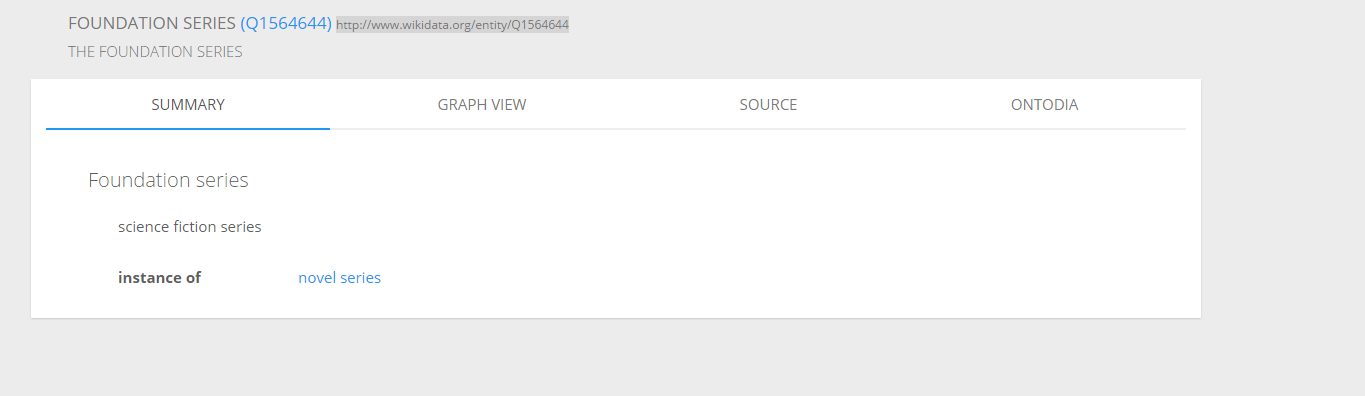 FOUNDATION SERIES (Q1564644) http://www.wikidata.org/entity/Q1564644
THE FOUNDATION SERIES
SUMMARY GRAPH VIEW SOURCE ONTODIA
Foundation series
science fiction series
instance of novel series